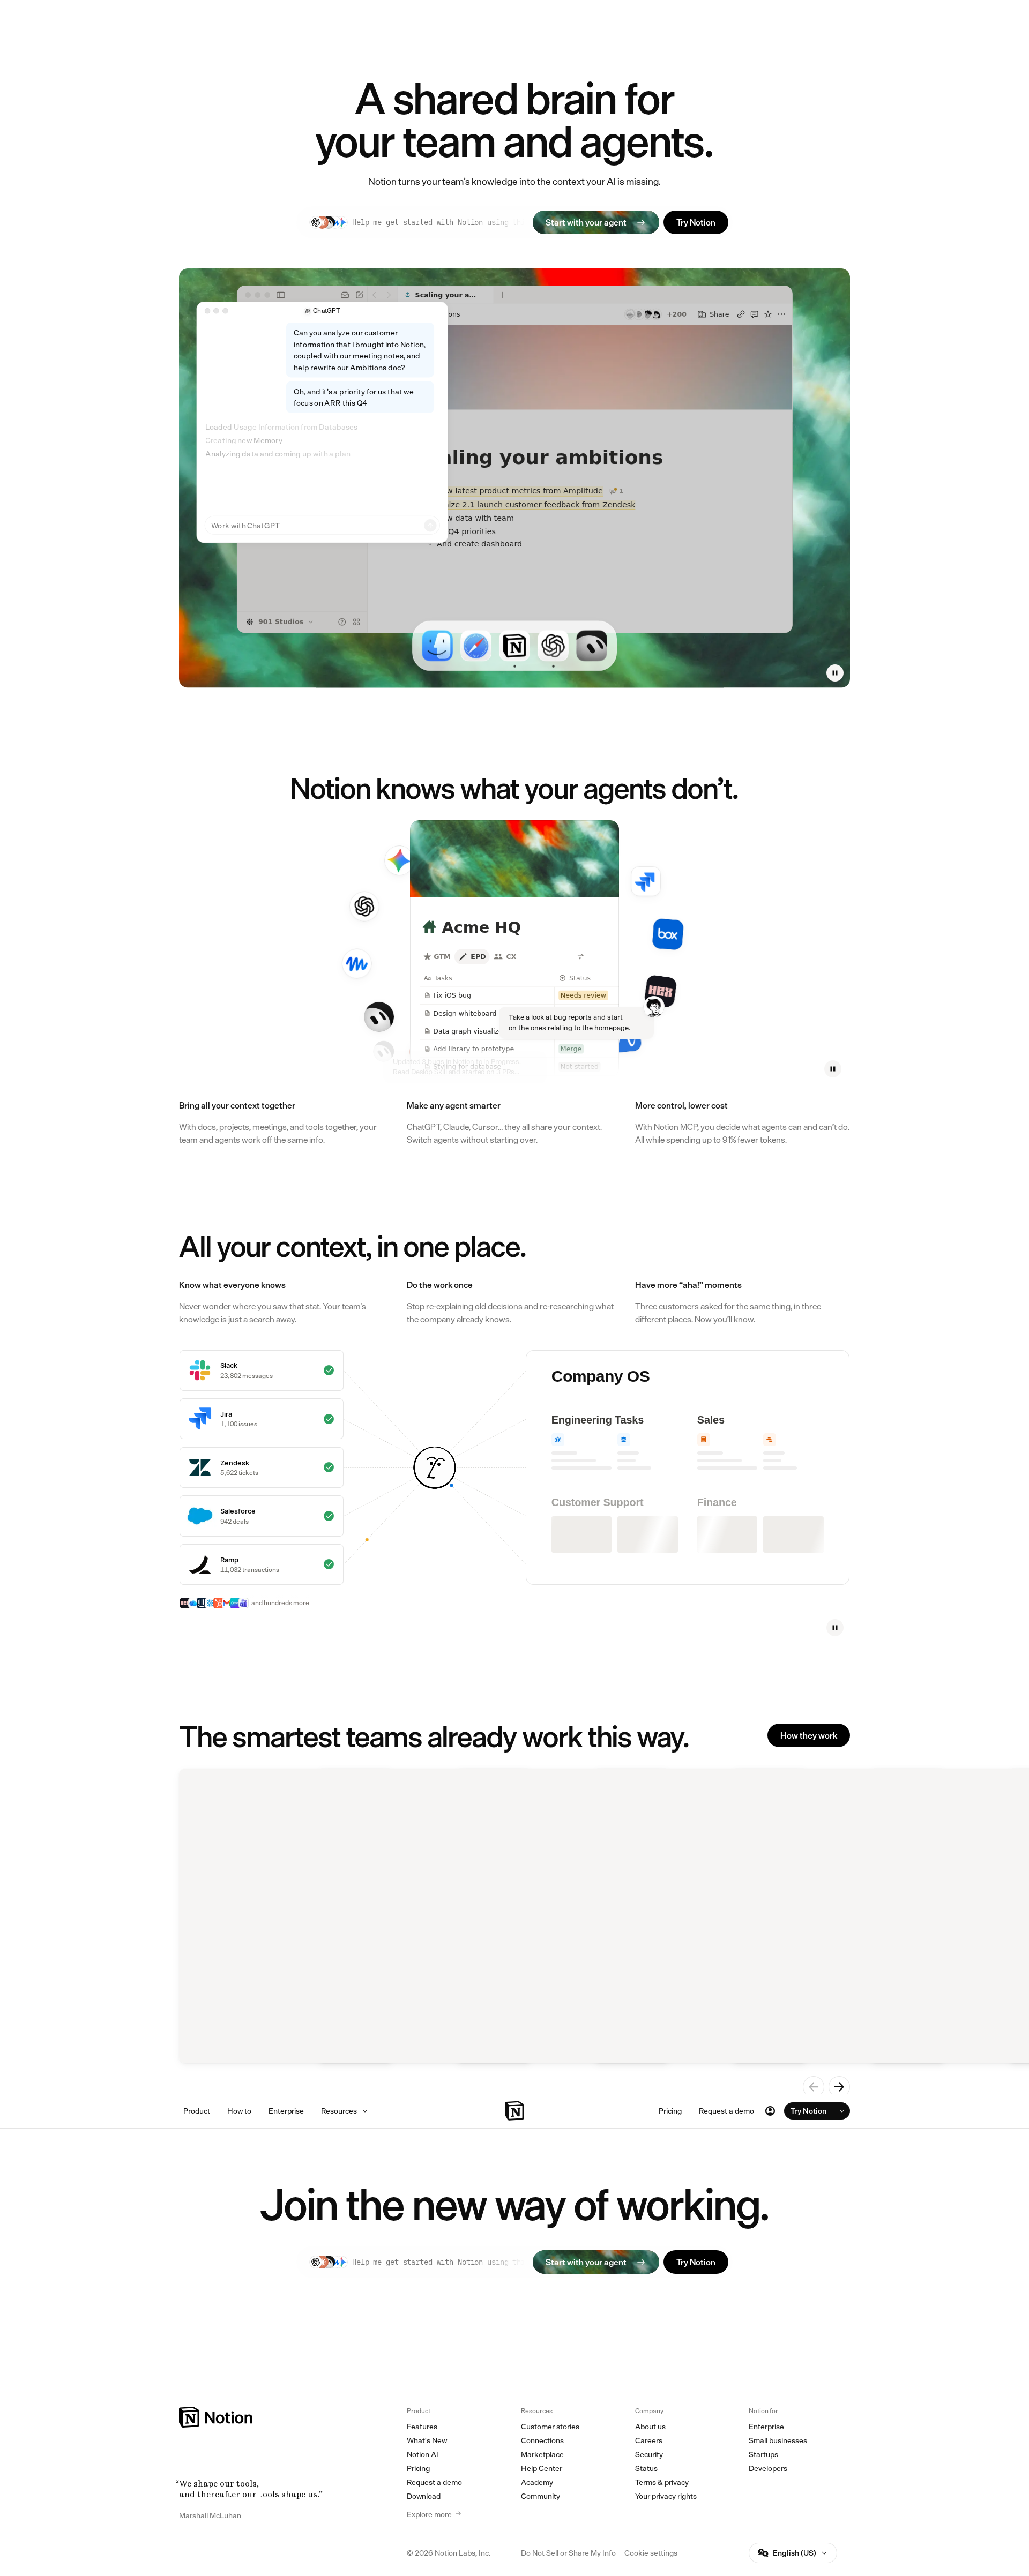 A shared brain for
your team and agents.
Notion turns your team's knowledge into the context your AI is missing.
Help me get started with Notion using
Start with your agent
Try Notion
Scaling your a...
ChatGPT
+200
Share
Can you analyze our customer
information that I brought into Notion,
coupled with our meeting notes, and
help rewrite our Ambitions doc?
Oh, and it's a priority for us that we
focus on ARR this Q4
Loaded Usage Information from Databases
Creating new Memory
Analyzing data and coming up with a plan
Work with ChatGPT
aling your ambitions
latest product metrics from Amplitude
1
ize 2.1 launch customer feedback from Zendesk
data with team
Q4 priorities
And create dashboard
901 Studios
Notion knows what your agents don't.
Acme HQ
GTM
EPD
CX
Aa Tasks
Status
Fix iOS bug
Needs review
Design whiteboard
Take a look at bug reports and start
on the ones relating to the homepage.
Data graph visualiz
Add library to prototype
Merge
Styling for database
Not started
box
HEX
Bring all your context together
With docs, projects, meetings, and tools together, your
team and agents work off the same info.
Make any agent smarter
ChatGPT, Claude, Cursor... they all share your context.
Switch agents without starting over.
More control, lower cost
With Notion MCP, you decide what agents can and can't do.
All while spending up to 91% fewer tokens.
All your context, in one place.
Know what everyone knows
Never wonder where you saw that stat. Your team's
knowledge is just a search away.
Do the work once
Stop re-explaining old decisions and re-researching what
the company already knows.
Have more “aha!” moments
Three customers asked for the same thing, in three
different places. Now you'll know.
Slack
23,802 messages
Jira
1,100 issues
Zendesk
5,622 tickets
Salesforce
942 deals
Ramp
11,032 transactions
and hundreds more
Company OS
Engineering Tasks
Sales
Customer Support
Finance
The smartest teams already work this way.
How they work
Product
How to
Enterprise
Resources
Pricing
Request a demo
Try Notion
Join the new way of working.
Help me get started with Notion using
Start with your agent
Try Notion
Notion
“We shape our tools,
and thereafter our tools shape us.”
Marshall McLuhan
Product
Features
What's New
Notion AI
Pricing
Request a demo
Download
Explore more
Resources
Customer stories
Connections
Marketplace
Help Center
Academy
Community
Company
About us
Careers
Security
Status
Terms & privacy
Your privacy rights
Notion for
Enterprise
Small businesses
Startups
Developers
© 2026 Notion Labs, Inc.
Do Not Sell or Share My Info
Cookie settings
English (US)